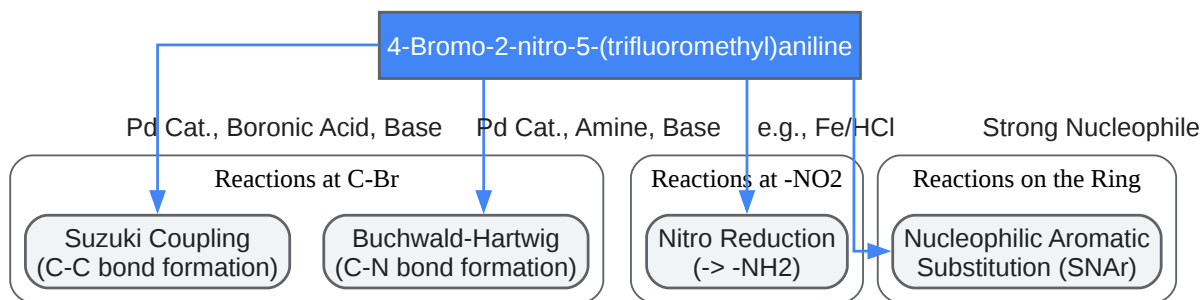 4-Bromo-2-nitro-5-(trifluoromethyl)aniline
Pd Cat., Boronic Acid, Base
Pd Cat., Amine, Base
e.g., Fe/HCl
Strong Nucleophile
Reactions at C-Br
Reactions at -NO2
Reactions on the Ring
Suzuki Coupling
(C-C bond formation)
Buchwald-Hartwig
(C-N bond formation)
Nitro Reduction
(-> -NH2)
Nucleophilic Aromatic
Substitution (SNAr)